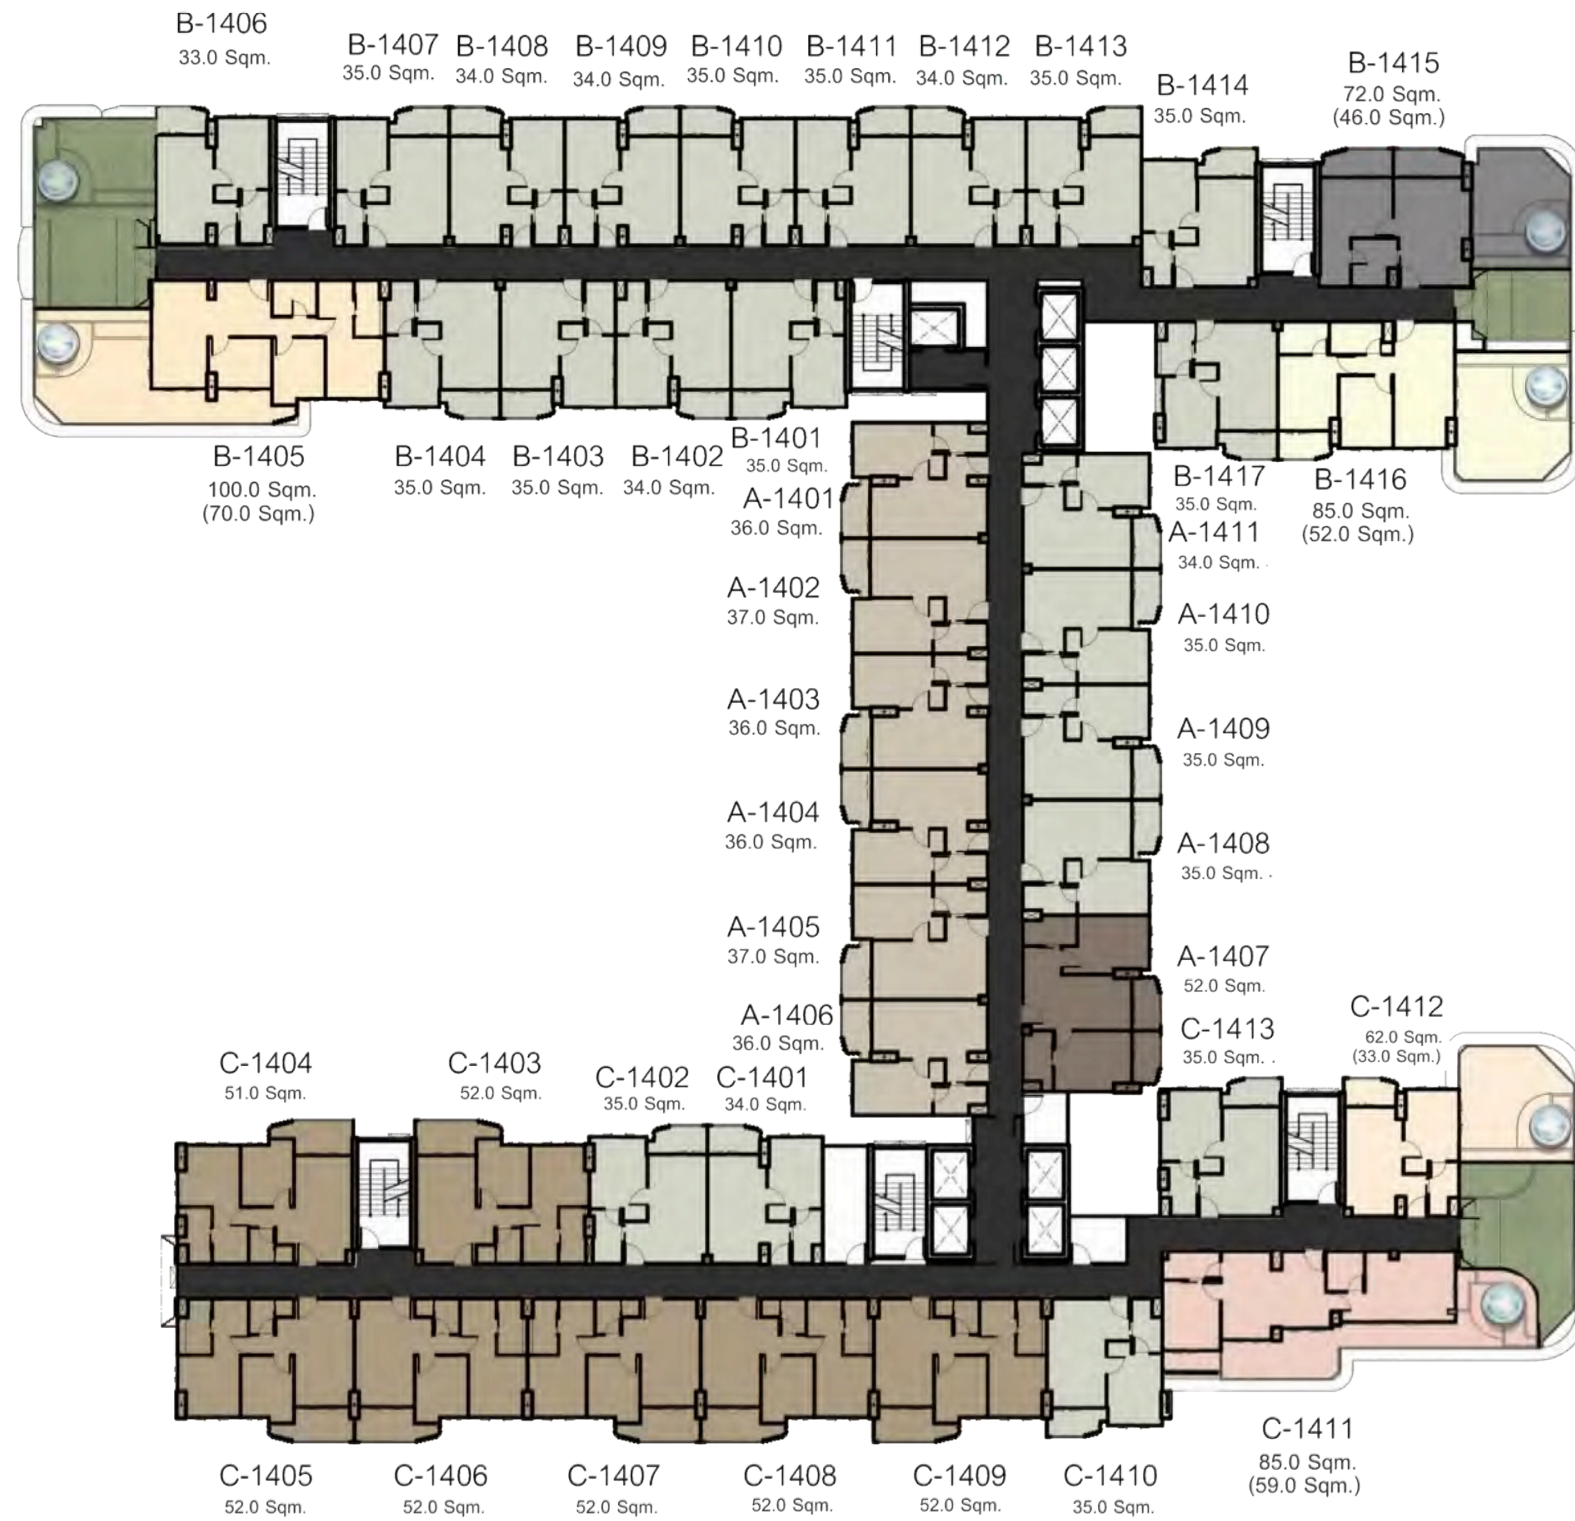 B-1406
33.0 Sqm.
B-1407
35.0 Sqm.
B-1408
34.0 Sqm.
B-1409
34.0 Sqm.
B-1410
35.0 Sqm.
B-1411
35.0 Sqm.
B-1412
34.0 Sqm.
B-1413
35.0 Sqm.
B-1414
35.0 Sqm.
B-1415
72.0 Sqm.
(46.0 Sqm.)
B-1405
100.0 Sqm.
(70.0 Sqm.)
B-1404
35.0 Sqm.
B-1403
35.0 Sqm.
B-1402
34.0 Sqm.
B-1401
35.0 Sqm.
B-1417
35.0 Sqm.
B-1416
85.0 Sqm.
(52.0 Sqm.)
A-1401
36.0 Sqm.
A-1411
34.0 Sqm.
A-1402
37.0 Sqm.
A-1410
35.0 Sqm.
A-1403
36.0 Sqm.
A-1409
35.0 Sqm.
A-1404
36.0 Sqm.
A-1408
35.0 Sqm.
A-1405
37.0 Sqm.
A-1407
52.0 Sqm.
A-1406
36.0 Sqm.
C-1413
35.0 Sqm.
C-1412
62.0 Sqm.
(33.0 Sqm.)
C-1404
51.0 Sqm.
C-1403
52.0 Sqm.
C-1402
35.0 Sqm.
C-1401
34.0 Sqm.
C-1411
85.0 Sqm.
(59.0 Sqm.)
C-1405
52.0 Sqm.
C-1406
52.0 Sqm.
C-1407
52.0 Sqm.
C-1408
52.0 Sqm.
C-1409
52.0 Sqm.
C-1410
35.0 Sqm.